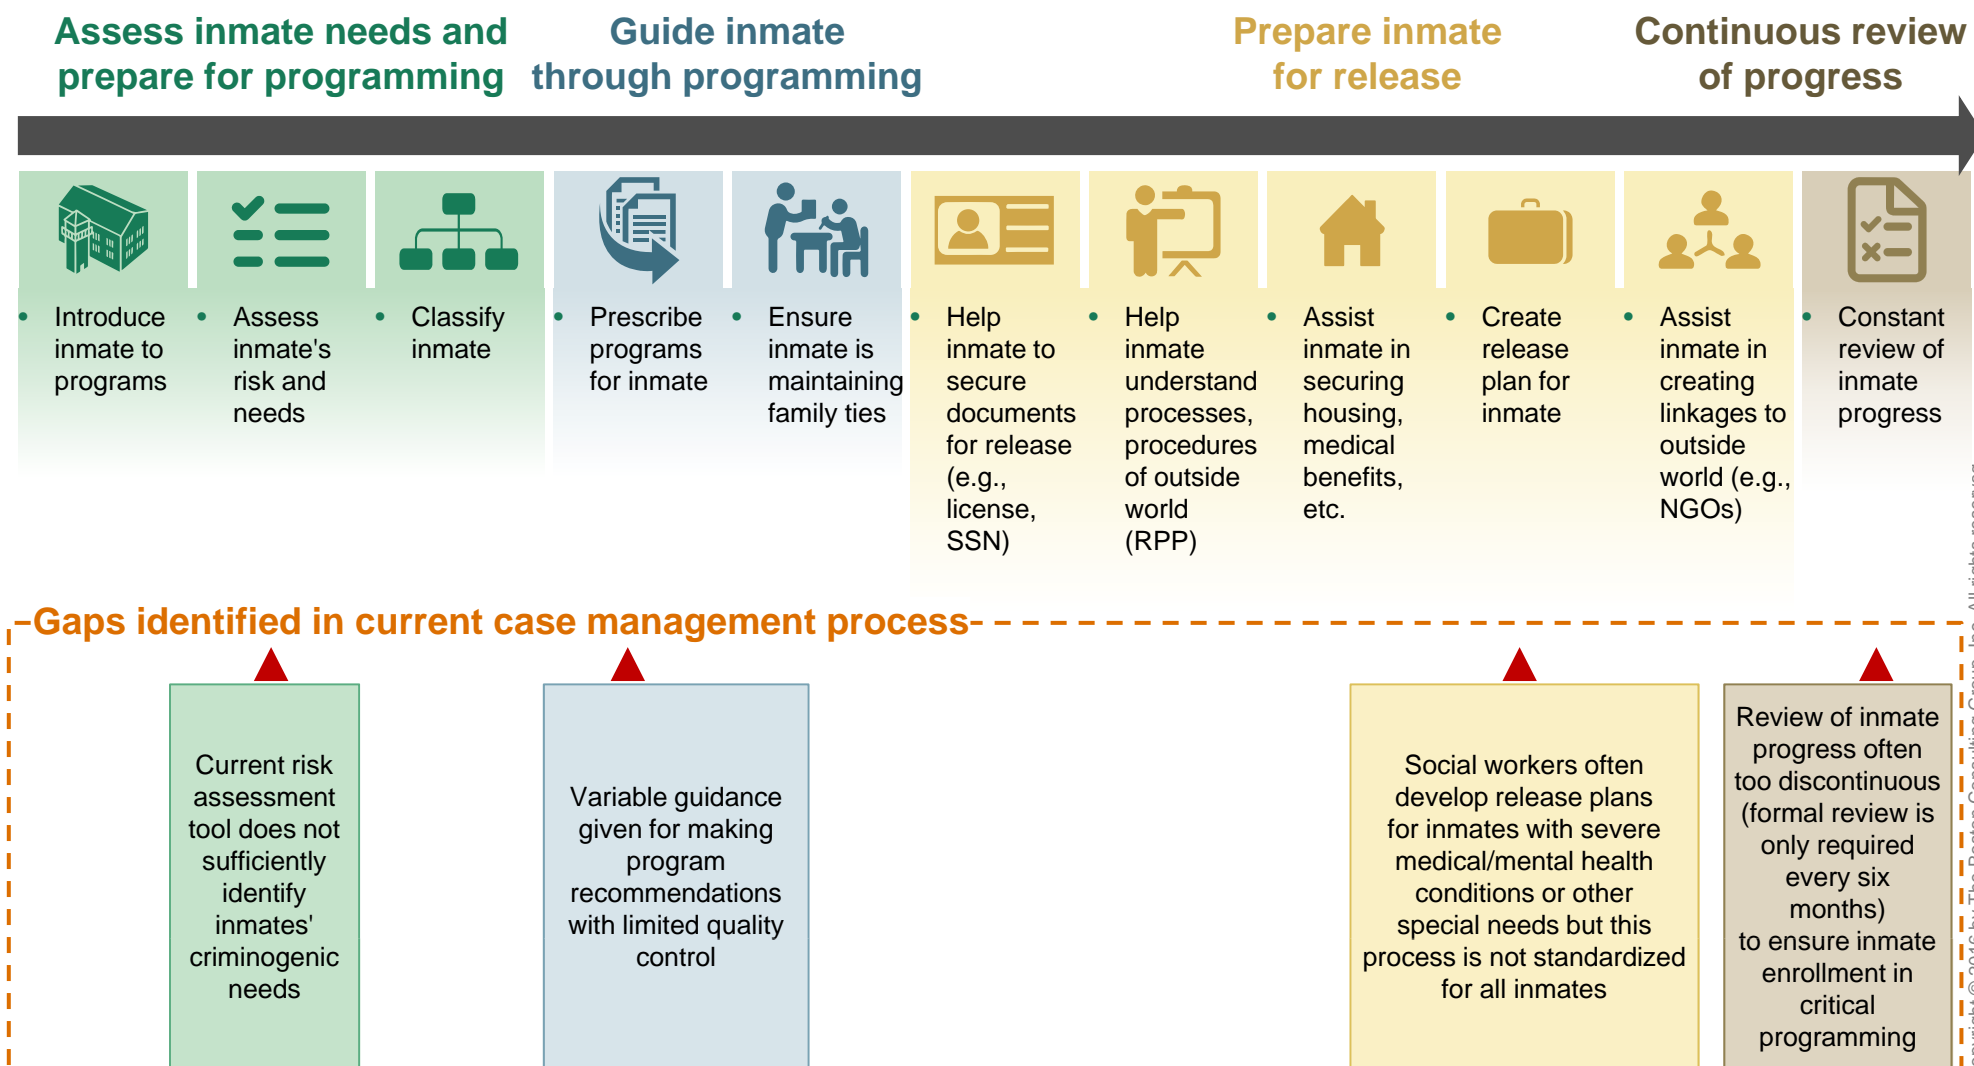 Assess inmate needs and
prepare for programming
Guide inmate
through programming
Prepare inmate
for release
Continuous review
of progress
• Introduce
inmate to
programs
• Assess
inmate's
risk and
needs
• Classify
inmate
• Prescribe
programs
for inmate
• Ensure
inmate is
maintaining
family ties
• Help
inmate to
secure
documents
for release
(e.g.,
license,
SSN)
• Help
inmate
understand
processes,
procedures
of outside
world
(RPP)
• Assist
inmate in
securing
housing,
medical
benefits,
etc.
• Create
release
plan for
inmate
• Assist
inmate in
creating
linkages to
outside
world (e.g.,
NGOs)
• Constant
review of
inmate
progress
Gaps identified in current case management process
Current risk
assessment
tool does not
sufficiently
identify
inmates'
criminogenic
needs
Variable guidance
given for making
program
recommendations
with limited quality
control
Social workers often
develop release plans
for inmates with severe
medical/mental health
conditions or other
special needs but this
process is not standardized
for all inmates
Review of inmate
progress often
too discontinuous
(formal review is
only required
every six
months)
to ensure inmate
enrollment in
critical
programming